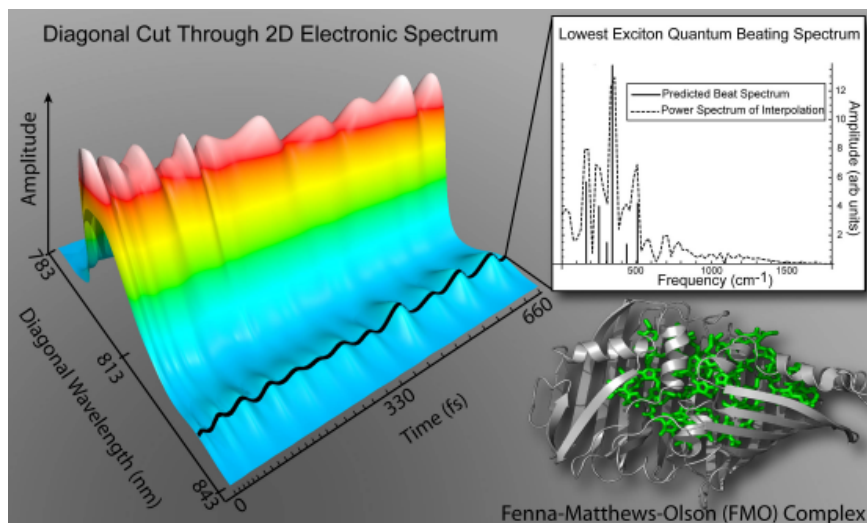 Diagonal Cut Through 2D Electronic Spectrum
Amplitude
783
813
843
Diagonal Wavelength (nm)
0
330
660
Time (fs)
Lowest Exciton Quantum Beating Spectrum
Predicted Beat Spectrum
Power Spectrum of Interpolation
12
10
8
6
4
2
Amplitude (arb units)
500
1000
1500
Frequency (cm-1)
Fenna-Matthews-Olson (FMO) Complex